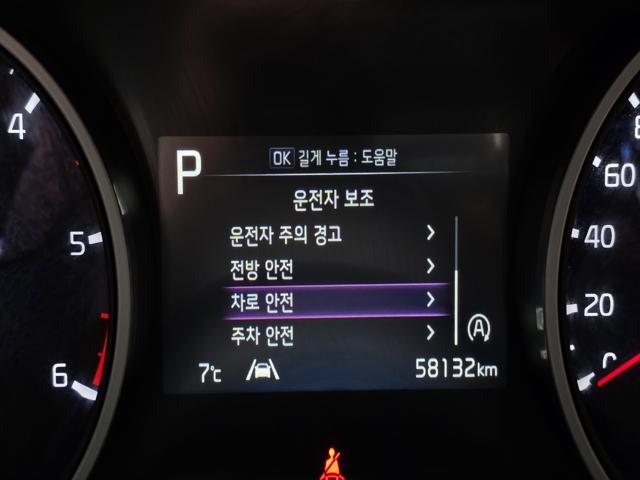 P
OK 길게 누름 : 도움말
운전자 보조
운전자 주의 경고
전방 안전
차로 안전
주차 안전
A
7℃
58132km
4
5
6
60
40
20
0